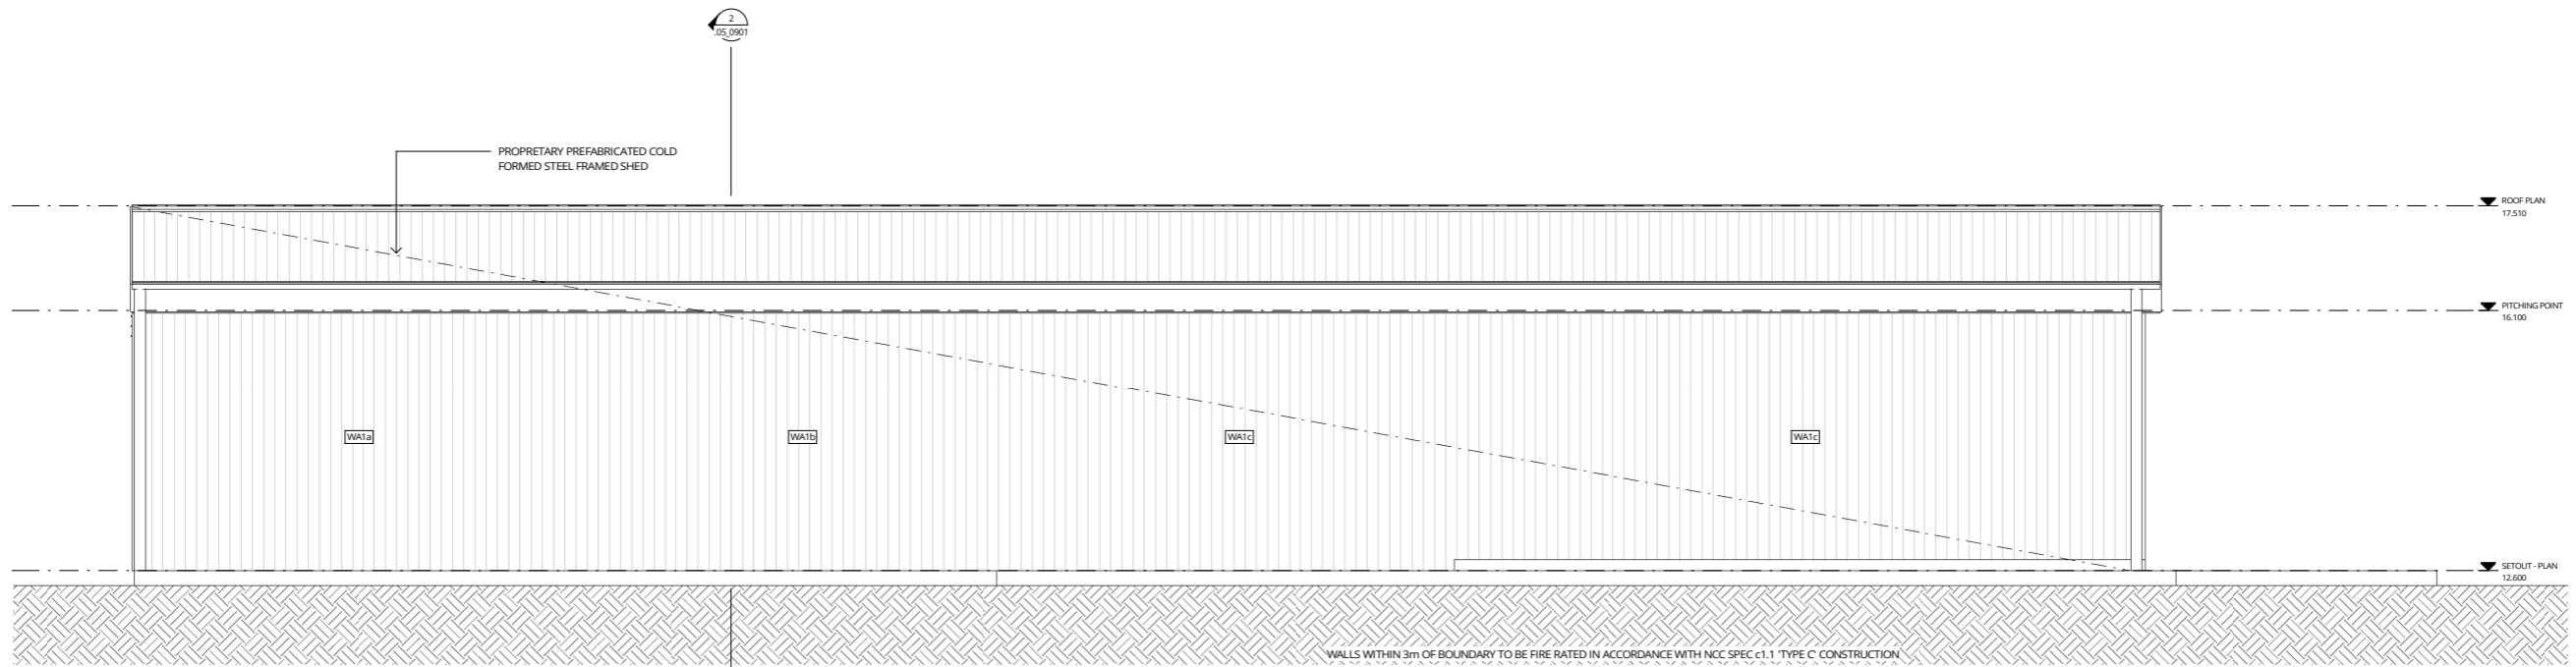 2
.05_0901
PROPRETARY PREFABRICATED COLD
FORMED STEEL FRAMED SHED
ROOF PLAN
17.510
PITCHING POINT
16.100
WA1a
WA1b
WA1c
WA1c
SETOUT - PLAN
12.600
WALLS WITHIN 3m OF BOUNDARY TO BE FIRE RATED IN ACCORDANCE WITH NCC SPEC c1.1 'TYPE C' CONSTRUCTION